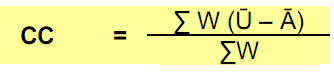 CC = ∑ W (Ū – Ā)
∑W